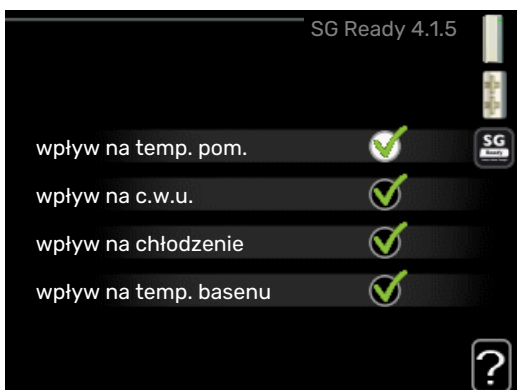 SG Ready 4.1.5
SG
Ready
wpływ na temp. pom.
wpływ na c.w.u.
wpływ na chłodzenie
wpływ na temp. basenu
?